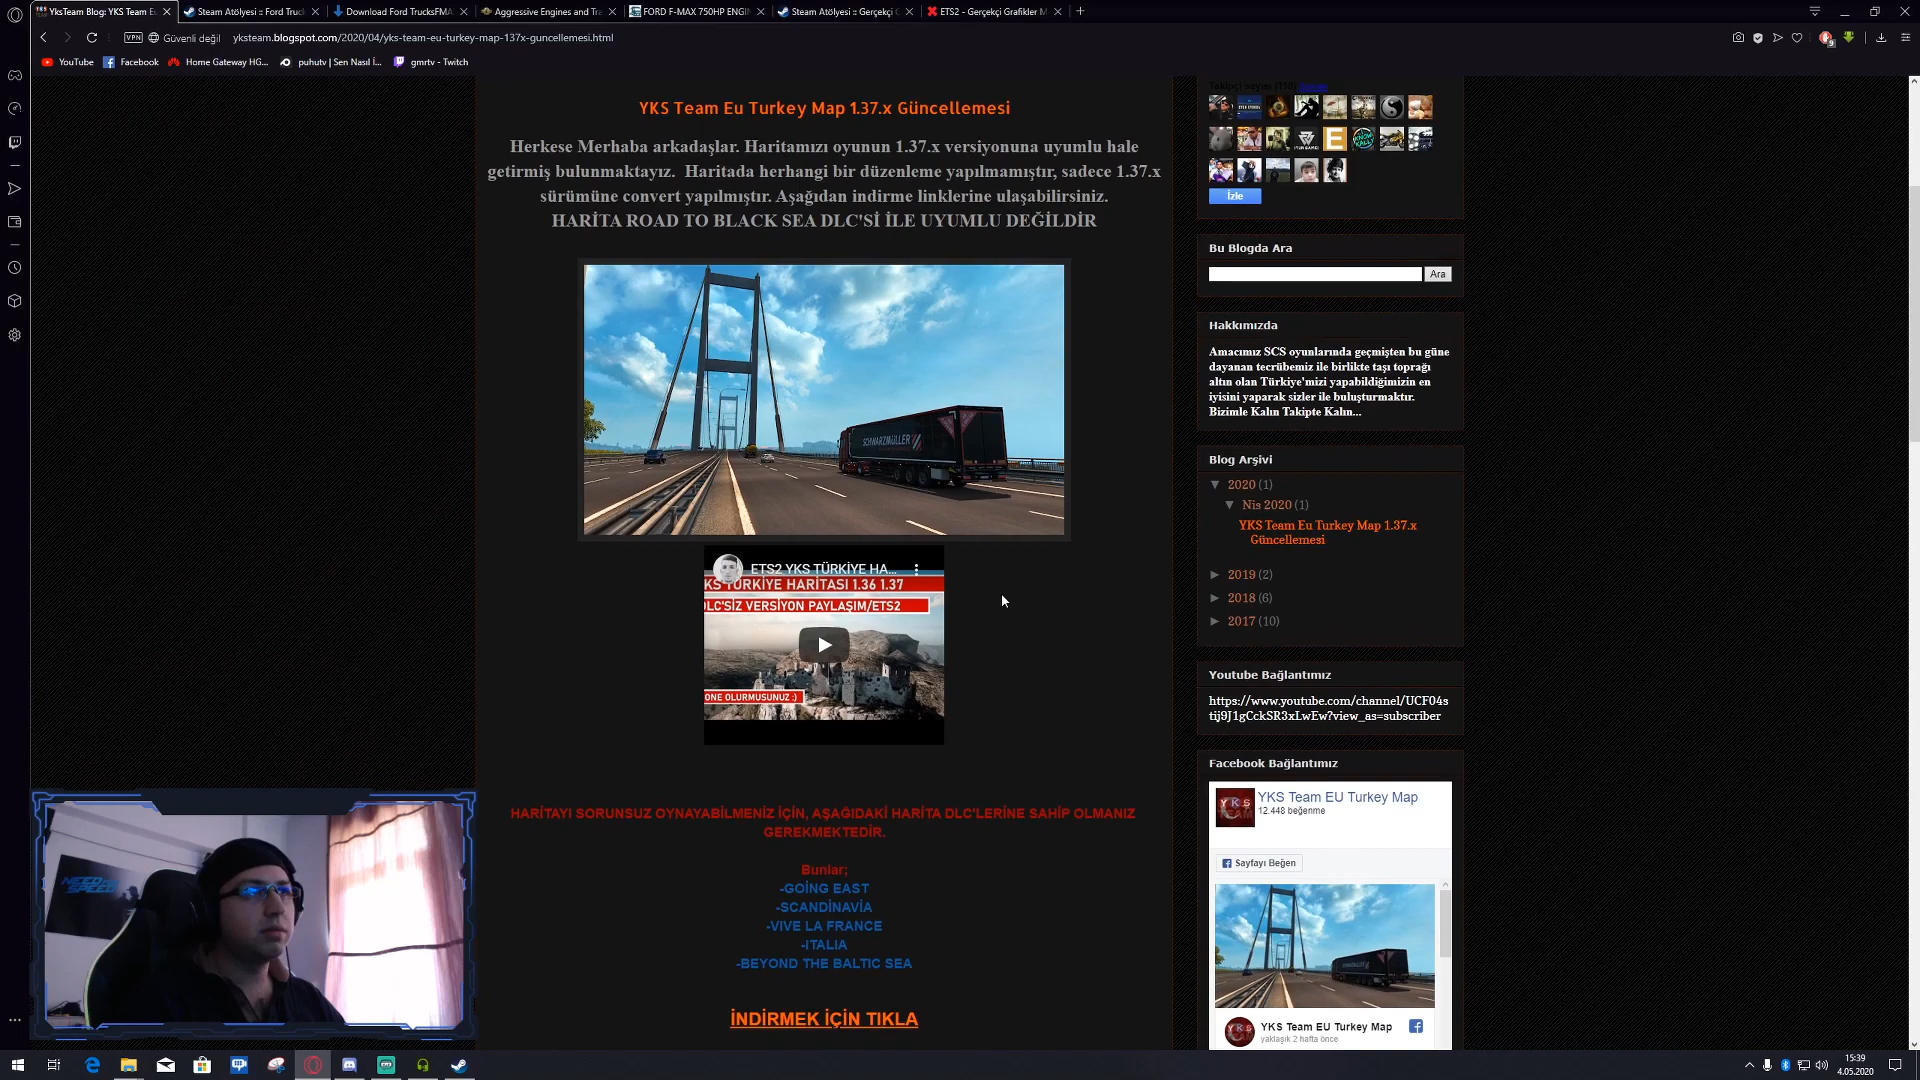 YksTeam Blog: YKS Team E
Steam Atölyesi :: Ford Truc
Download Ford TrucksFMA
Aggressive Engines and Tra
FORD F-MAX 750HP ENGIN
Steam Atölyesi :: Gerçekçi G
ETS2 - Gerçekçi Grafikler M
VPN
Güvenli değil
yksteam.blogspot.com/2020/04/yks-team-eu-turkey-map-137x-guncellemesi.html
YouTube
Facebook
Home Gateway HG...
puhutv | Sen Nasıl İ...
gmrtv - Twitch
YKS Team Eu Turkey Map 1.37.x Güncellemesi
Herkese Merhaba arkadaşlar. Haritamızı oyunun 1.37.x versiyonuna uyumlu hale
getirmiş bulunmaktayız. Haritada herhangi bir düzenleme yapılmamıştır, sadece 1.37.x
sürümüne convert yapılmıştır. Aşağıdan indirme linklerine ulaşabilirsiniz.
HARİTA ROAD TO BLACK SEA DLC'Sİ İLE UYUMLU DEĞİLDİR
SCHWARZMÜLLER
ETS2 YKS TÜRKİYE HA...
KS TÜRKİYE HARİTASI 1.36 1.37
DLC'SİZ VERSİYON PAYLAŞIM/ETS2
ONE OLURMUSUNUZ :)
HARİTAYI SORUNSUZ OYNAYABİLMENİZ İÇİN, AŞAĞIDAKİ HARİTA DLC'LERİNE SAHİP OLMANIZ
GEREKMEKTEDİR.
Bunlar;
-GOİNG EAST
-SCANDİNAVİA
-VIVE LA FRANCE
-ITALIA
-BEYOND THE BALTIC SEA
İNDİRMEK İÇİN TIKLA
İzle
Bu Blogda Ara
Ara
Hakkımızda
Amacımız SCS oyunlarında geçmişten bu güne
dayanan tecrübemiz ile birlikte taşı toprağı
altın olan Türkiye'mizi yapabildiğimizin en
iyisini yaparak sizler ile buluşturmaktır.
Bizimle Kalın Takipte Kalın...
Blog Arşivi
▼ 2020 (1)
▼ Nis 2020 (1)
YKS Team Eu Turkey Map 1.37.x
Güncellemesi
► 2019 (2)
► 2018 (6)
► 2017 (10)
Youtube Bağlantımız
https://www.youtube.com/channel/UCF04s
tij9J1gCckSR3xLwEw?view_as=subscriber
Facebook Bağlantımız
YKS Team EU Turkey Map
12.448 beğenme
Sayfayı Beğen
YKS Team EU Turkey Map
yaklaşık 2 hafta önce
15:39
4.05.2020